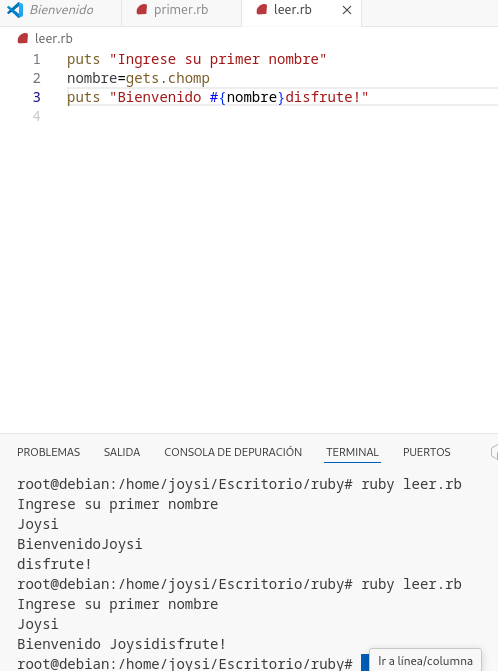 Bienvenido
primer.rb
leer.rb
leer.rb
1 puts "Ingrese su primer nombre"
2 nombre=gets.chomp
3 puts "Bienvenido #{nombre}disfrute!"
4
PROBLEMAS SALIDA CONSOLA DE DEPURACIÓN TERMINAL PUERTOS
root@debian:/home/joysi/Escritorio/ruby# ruby leer.rb
Ingrese su primer nombre
Joysi
BienvenidoJoysi
disfrute!
root@debian:/home/joysi/Escritorio/ruby# ruby leer.rb
Ingrese su primer nombre
Joysi
Bienvenido Joysidisfrute!
root@debian:/home/joysi/Escritorio/ruby#
Ir a línea/columna